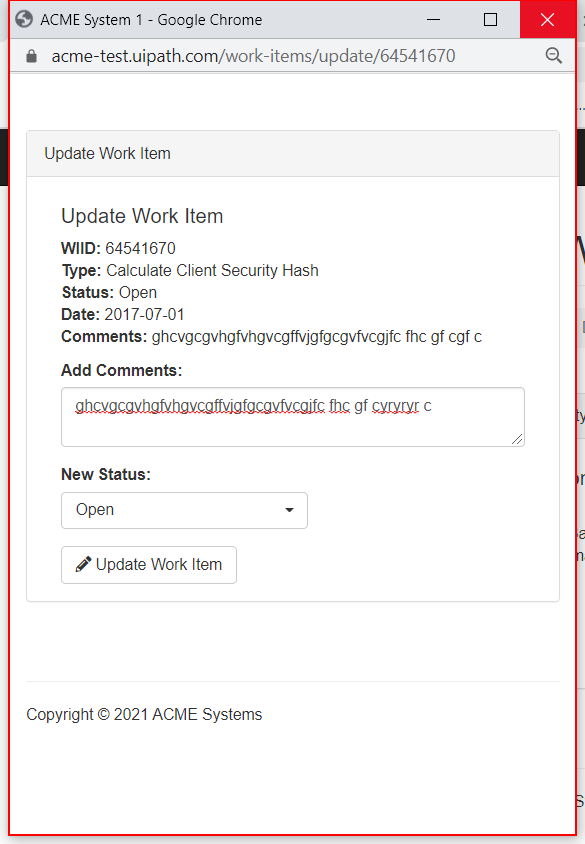 ACME System 1 - Google Chrome
acme-test.uipath.com/work-items/update/64541670
Update Work Item
Update Work Item
WIID: 64541670
Type: Calculate Client Security Hash
Status: Open
Date: 2017-07-01
Comments: ghcvgcgvhgfvhgvcgffvjgfgcgvfvcgjfc fhc gf cgf c
Add Comments:
ghcvgcgvhgfvhgvcgffvjgfgcgvfvcgjfc fhc gf cyryryr c
New Status:
Open
Update Work Item
Copyright © 2021 ACME Systems